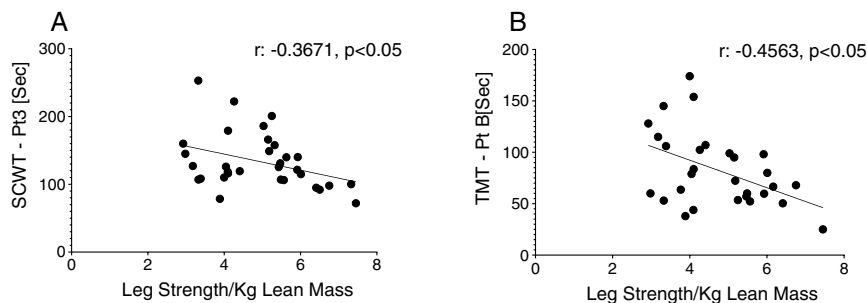 A
r: -0.3671, p<0.05
SCWT - Pt3 [Sec]
300
200
100
0
0 2 4 6 8
Leg Strength/Kg Lean Mass
B
r: -0.4563, p<0.05
TMT - Pt B[Sec]
200
150
100
50
0
0 2 4 6 8
Leg Strength/Kg Lean Mass